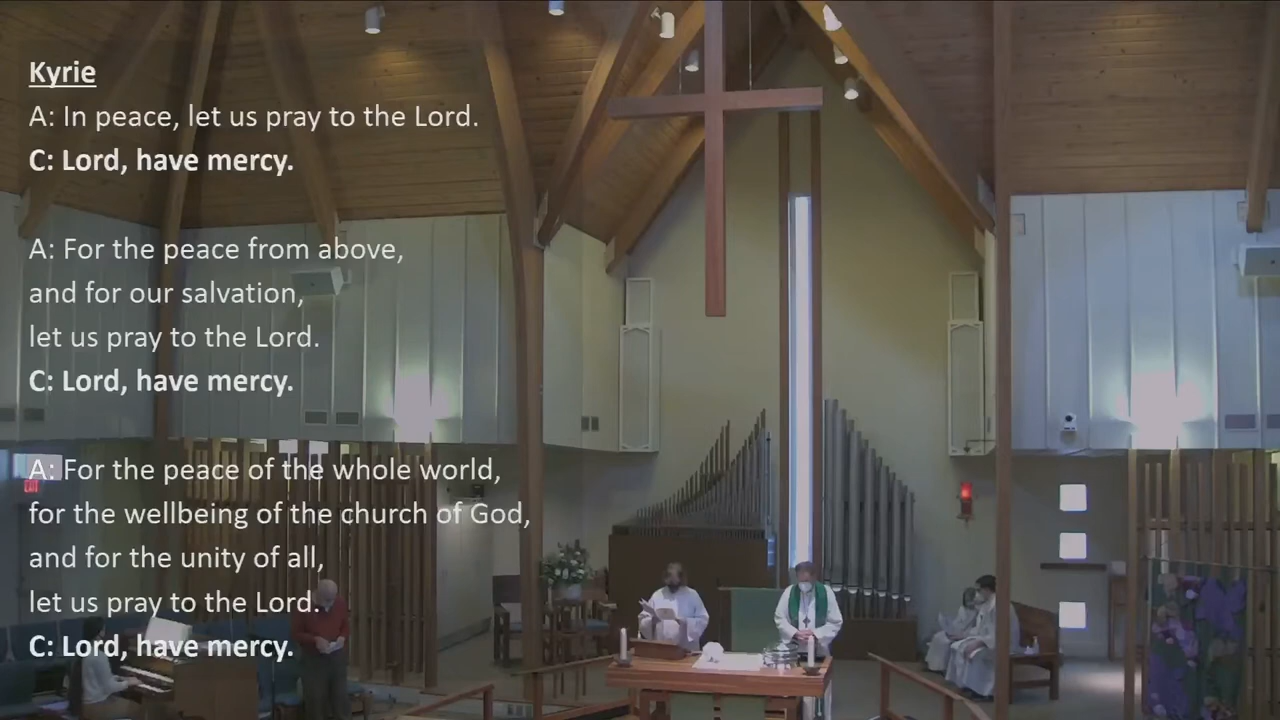 Kyrie
A: In peace, let us pray to the Lord.
C: Lord, have mercy.
A: For the peace from above,
and for our salvation,
let us pray to the Lord.
C: Lord, have mercy.
A: For the peace of the whole world,
for the wellbeing of the church of God,
and for the unity of all,
let us pray to the Lord.
C: Lord, have mercy.
EXIT